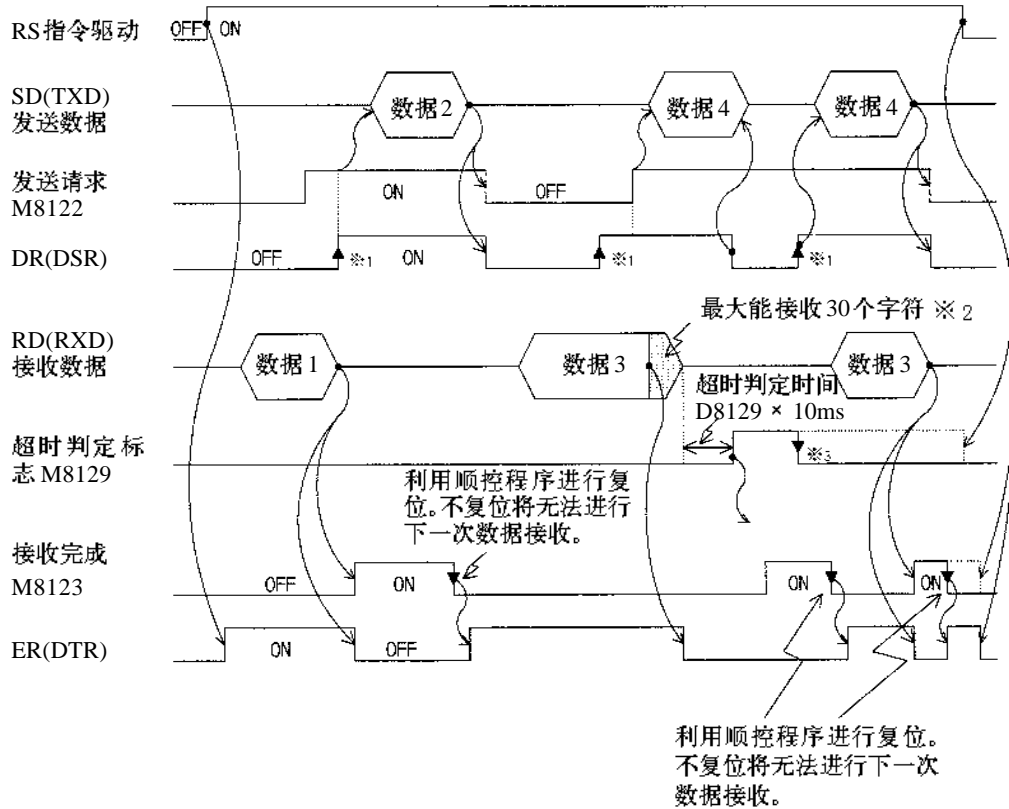 RS指令驱动
OFF
ON
SD(TXD)
发送数据
数据2
数据4
数据4
发送请求
M8122
ON
OFF
DR(DSR)
OFF
※1
ON
※1
※1
最大能接收30个字符 ※2
RD(RXD)
接收数据
数据1
数据3
数据3
超时判定时间
D8129 × 10ms
超时判定标
志 M8129
※3
利用顺控程序进行复
位。不复位将无法进行
下一次数据接收。
接收完成
M8123
OFF
ON
ON
ON
ER(DTR)
ON
OFF
利用顺控程序进行复位。
不复位将无法进行下一次
数据接收。